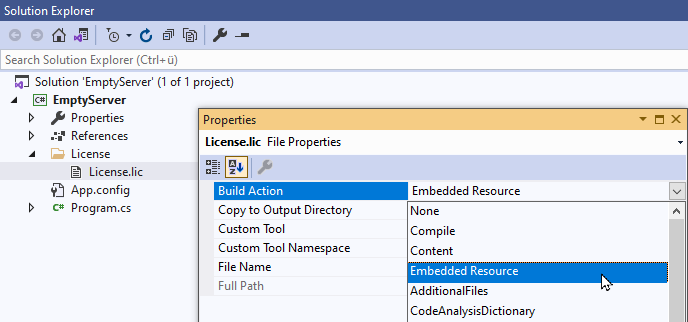 Solution Explorer
Search Solution Explorer (Ctrl+ü)
Solution 'EmptyServer' (1 of 1 project)
C# EmptyServer
Properties
References
License
License.lic
App.config
C# Program.cs
Properties
License.lic File Properties
Build Action Embedded Resource
Copy to Output Directory
Custom Tool
Custom Tool Namespace
File Name
Full Path
None
Compile
Content
Embedded Resource
AdditionalFiles
CodeAnalysisDictionary